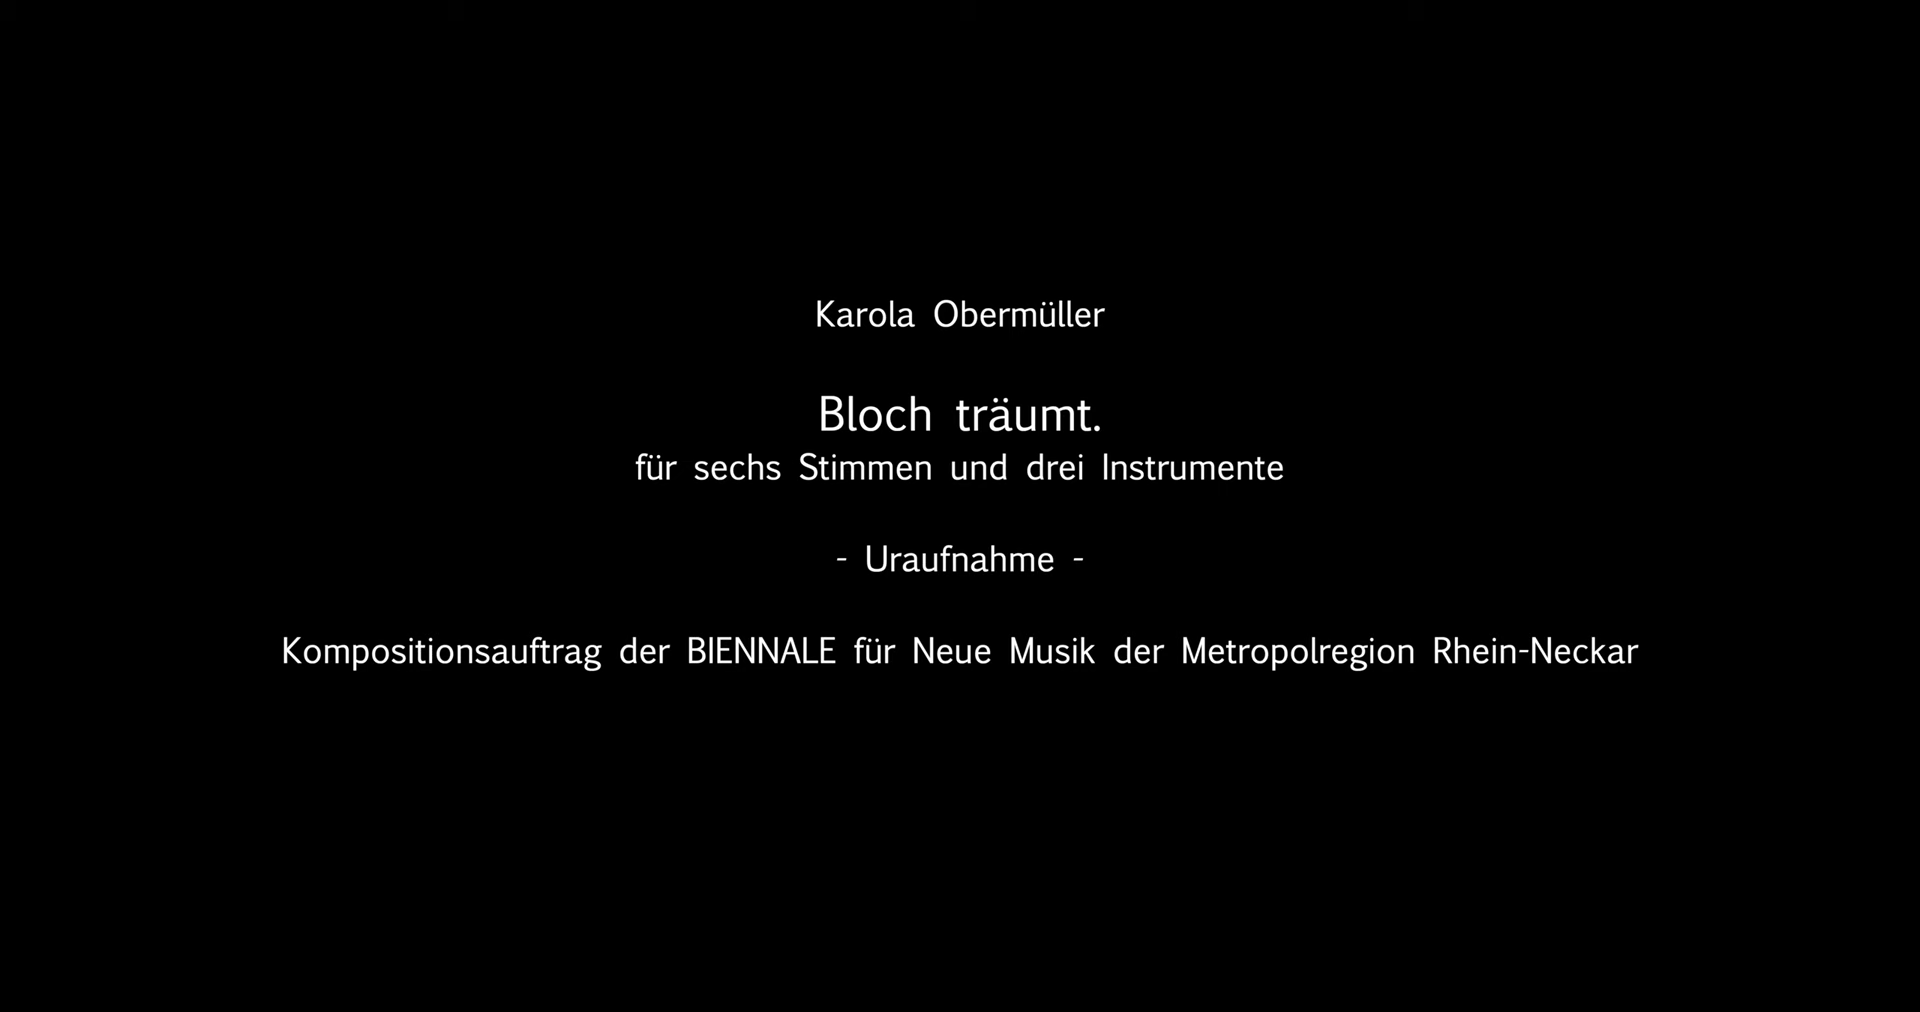 Karola Obermüller
Bloch träumt.
für sechs Stimmen und drei Instrumente
- Uraufnahme -
Kompositionsauftrag der BIENNALE für Neue Musik der Metropolregion Rhein-Neckar